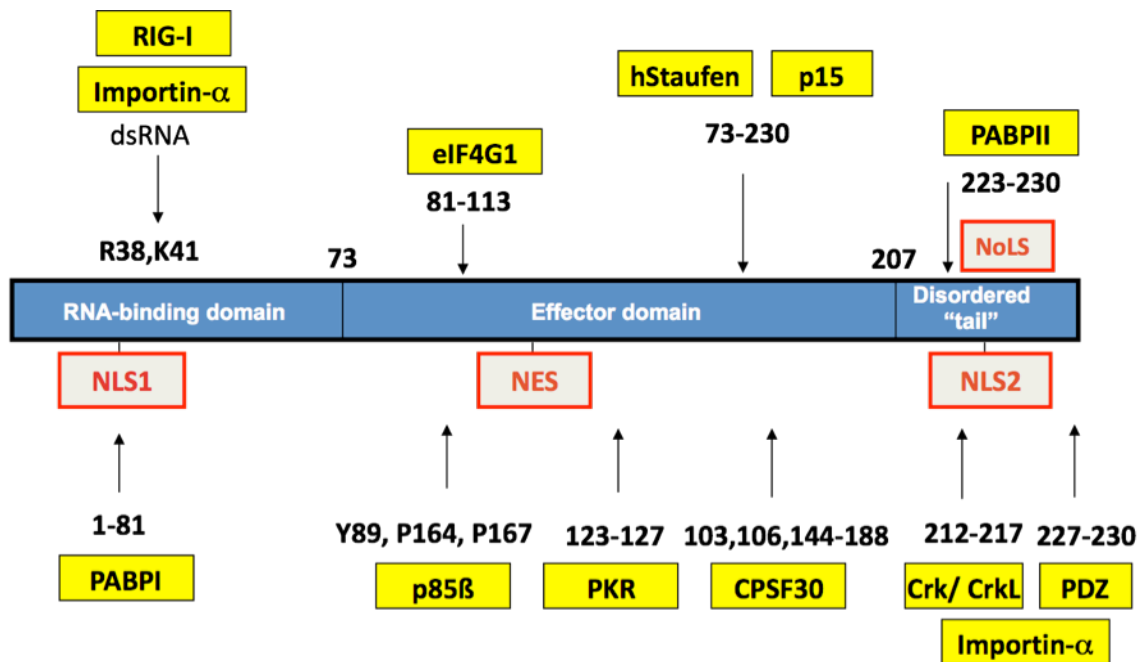 RIG-I
Importin-α
dsRNA
R38,K41
eIF4G1
81-113
hStaufen
p15
73-230
PABPII
223-230
NoLS
73
207
RNA-binding domain
Effector domain
Disordered
“tail”
NLS1
NES
NLS2
1-81
PABPI
Y89, P164, P167
p85ß
123-127
PKR
103,106,144-188
CPSF30
212-217
Crk/ CrkL
227-230
PDZ
Importin-α